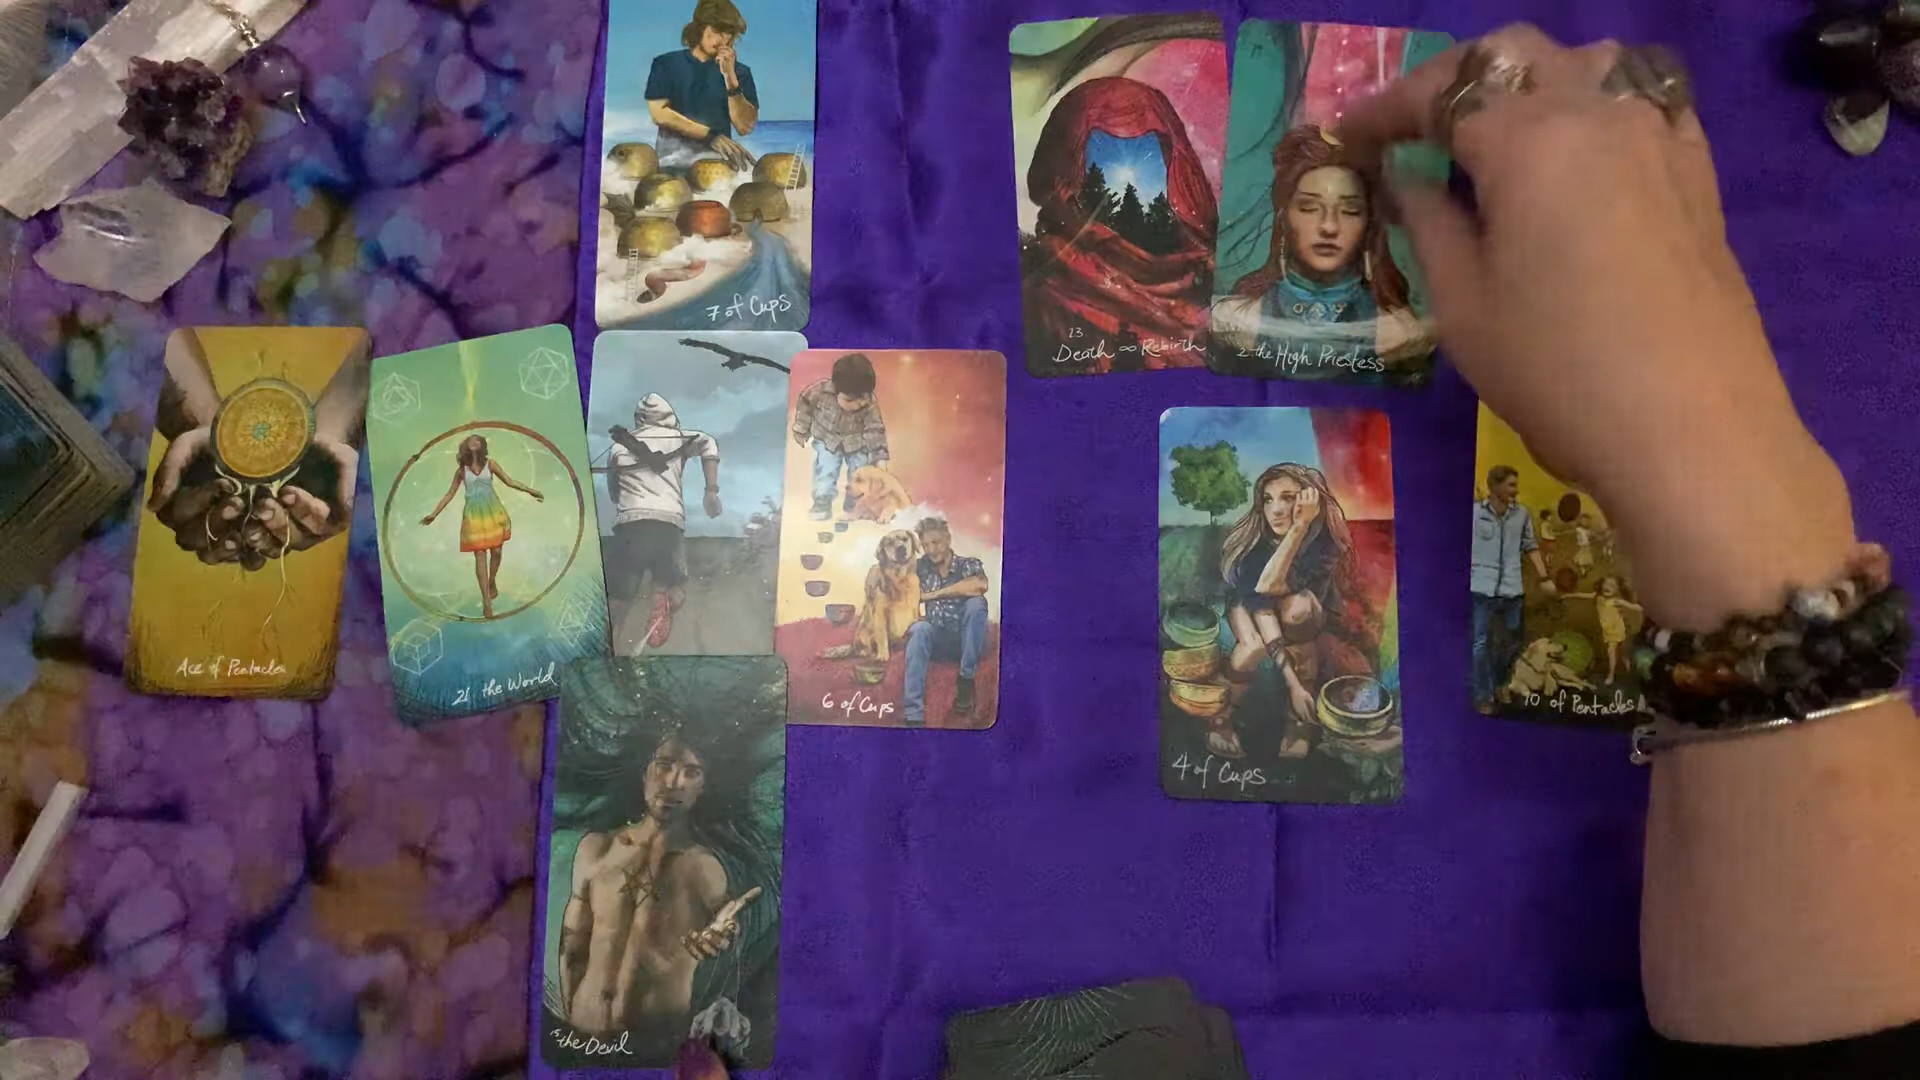 7 of Cups
23
Death ∞ Rebirth
2 the High Priestess
Ace of Pentacles
21 the World
6 of Cups
4 of Cups
10 of Pentacles
15 the Devil